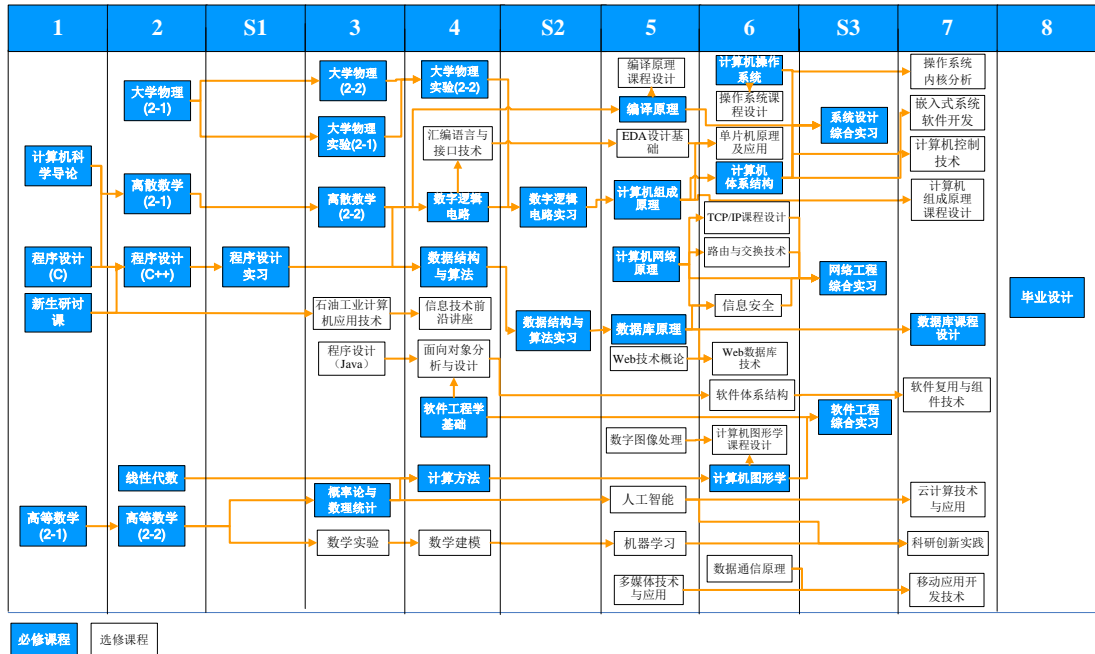 1 2 S1 3 4 S2 5 6 S3 7 8
计算机科
学导论
程序设计
(C)
新生研讨
课
高等数学
(2-1)
大学物理
(2-1)
离散数学
(2-1)
程序设计
(C++)
线性代数
高等数学
(2-2)
程序设计
实习
大学物理
(2-2)
大学物理
实验(2-1)
离散数学
(2-2)
石油工业计算
机应用技术
程序设计
(Java)
概率论与
数理统计
数学实验
大学物理
实验(2-2)
汇编语言与
接口技术
数字逻辑
电路
数据结构
与算法
信息技术前
沿讲座
面向对象分
析与设计
软件工程学
基础
计算方法
数学建模
数字逻辑
电路实习
数据结构与
算法实习
编译原理
课程设计
编译原理
EDA设计基
础
计算机组成
原理
计算机网络
原理
数据库原理
Web技术概论
数字图像处理
人工智能
机器学习
多媒体技术
与应用
计算机操作
系统
操作系统课
程设计
单片机原理
及应用
计算机
体系结构
TCP/IP课程设计
路由与交换技术
信息安全
Web数据库
技术
软件体系结构
计算机图形学
课程设计
计算机图形学
数据通信原理
系统设计
综合实习
网络工程
综合实习
软件工程
综合实习
操作系统
内核分析
嵌入式系统
软件开发
计算机控制
技术
计算机
组成原理
课程设计
数据库课程
设计
软件复用与组
件技术
云计算技术
与应用
科研创新实践
移动应用开
发技术
毕业设计
必修课程
选修课程